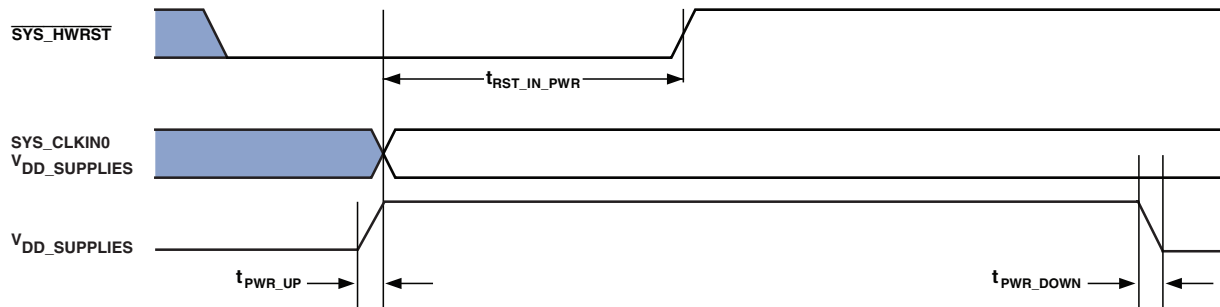 SYS_HWRST
tRST_IN_PWR
SYS_CLKIN0
VDD_SUPPLIES
VDD_SUPPLIES
tPWR_UP
tPWR_DOWN